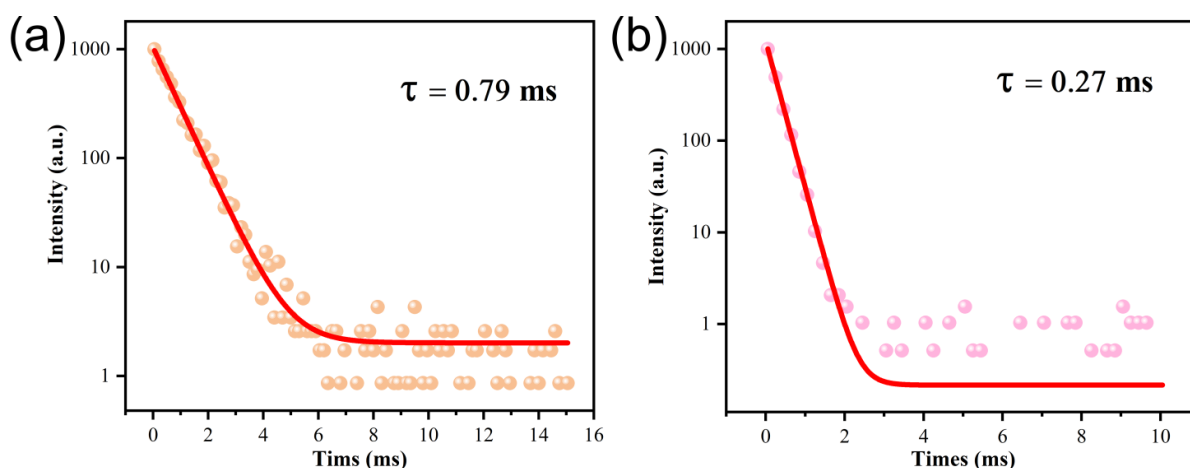 (a)
1000
100
10
1
Intensity (a.u.)
τ = 0.79 ms
0 2 4 6 8 10 12 14 16
Tims (ms)
(b)
1000
100
10
1
Intensity (a.u.)
τ = 0.27 ms
0 2 4 6 8 10
Times (ms)